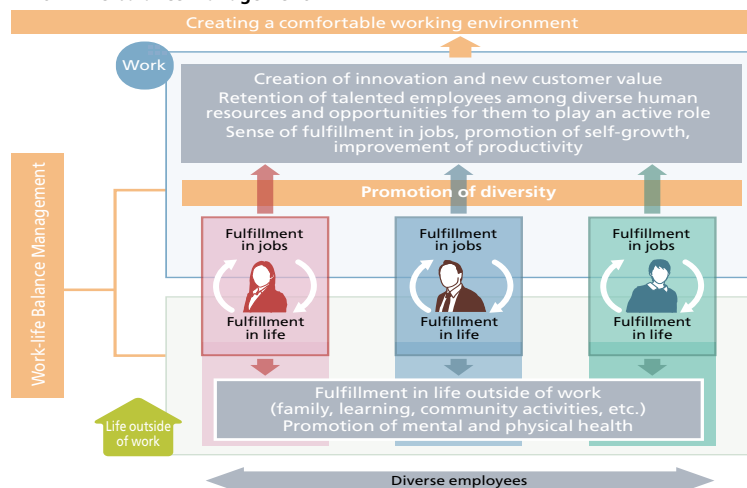 Creating a comfortable working environment
Work
Creation of innovation and new customer value
Retention of talented employees among diverse human
resources and opportunities for them to play an active role
Sense of fulfillment in jobs, promotion of self-growth,
improvement of productivity
Work-life Balance Management
Promotion of diversity
Fulfillment
in jobs
Fulfillment
in life
Fulfillment
in jobs
Fulfillment
in life
Fulfillment
in jobs
Fulfillment
in life
Fulfillment in life outside of work
(family, learning, community activities, etc.)
Promotion of mental and physical health
Life outside
of work
Diverse employees